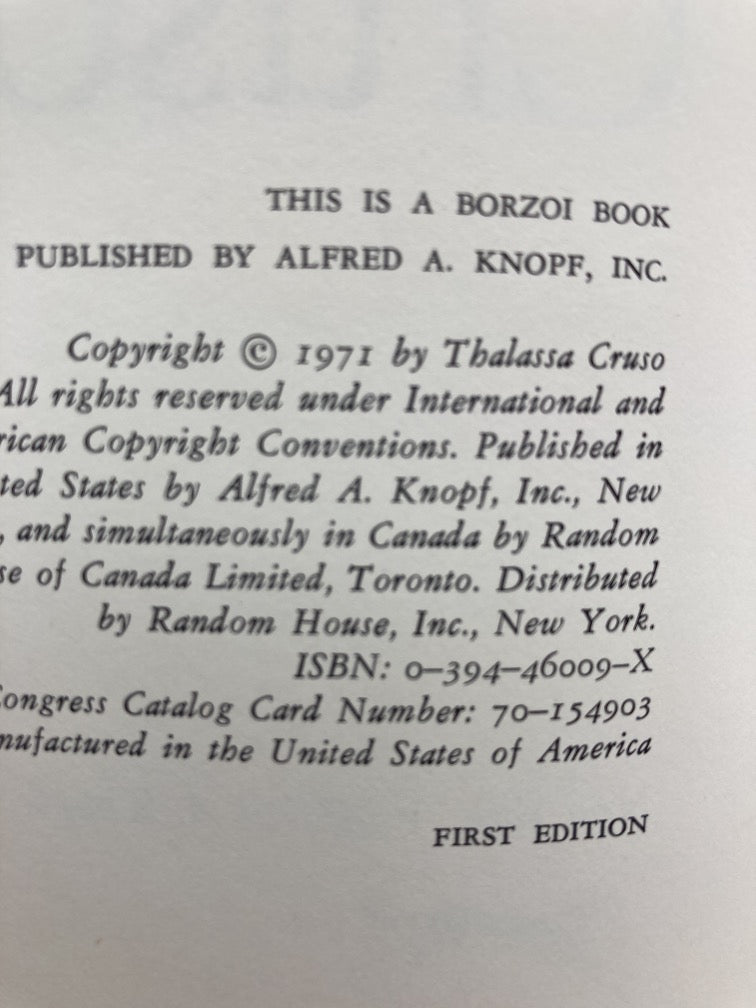 THIS IS A BORZOI BOOK
PUBLISHED BY ALFRED A. KNOPF, INC.
Copyright © 1971 by Thalassa Cruso
All rights reserved under International and
rican Copyright Conventions. Published in
ted States by Alfred A. Knopf, Inc., New
, and simultaneously in Canada by Random
se of Canada Limited, Toronto. Distributed
by Random House, Inc., New York.
ISBN: 0-394-46009-X
Congress Catalog Card Number: 70-154903
nufactured in the United States of America
FIRST EDITION